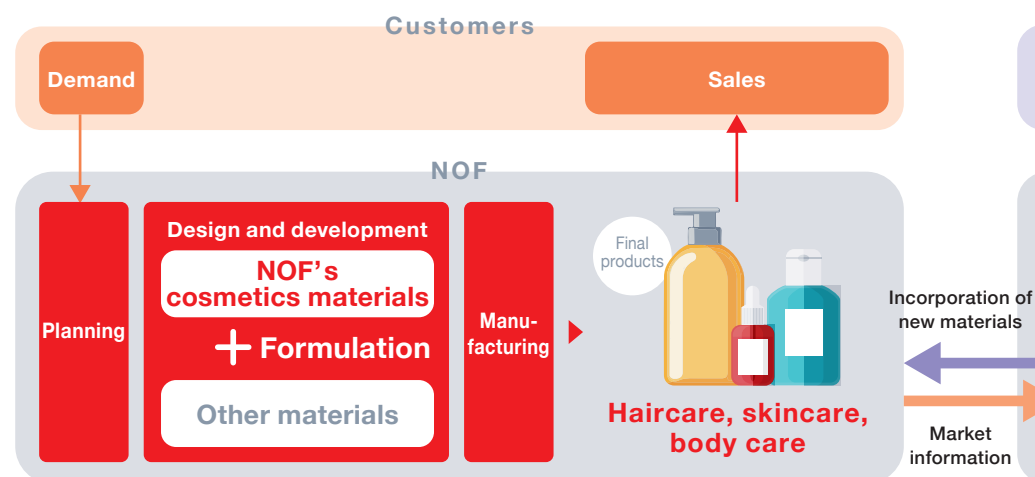 Customers
Demand
Sales
NOF
Planning
Design and development
NOF's
cosmetics materials
+ Formulation
Other materials
Manu-
facturing
Final
products
Haircare, skincare,
body care
Incorporation of
new materials
Market
information